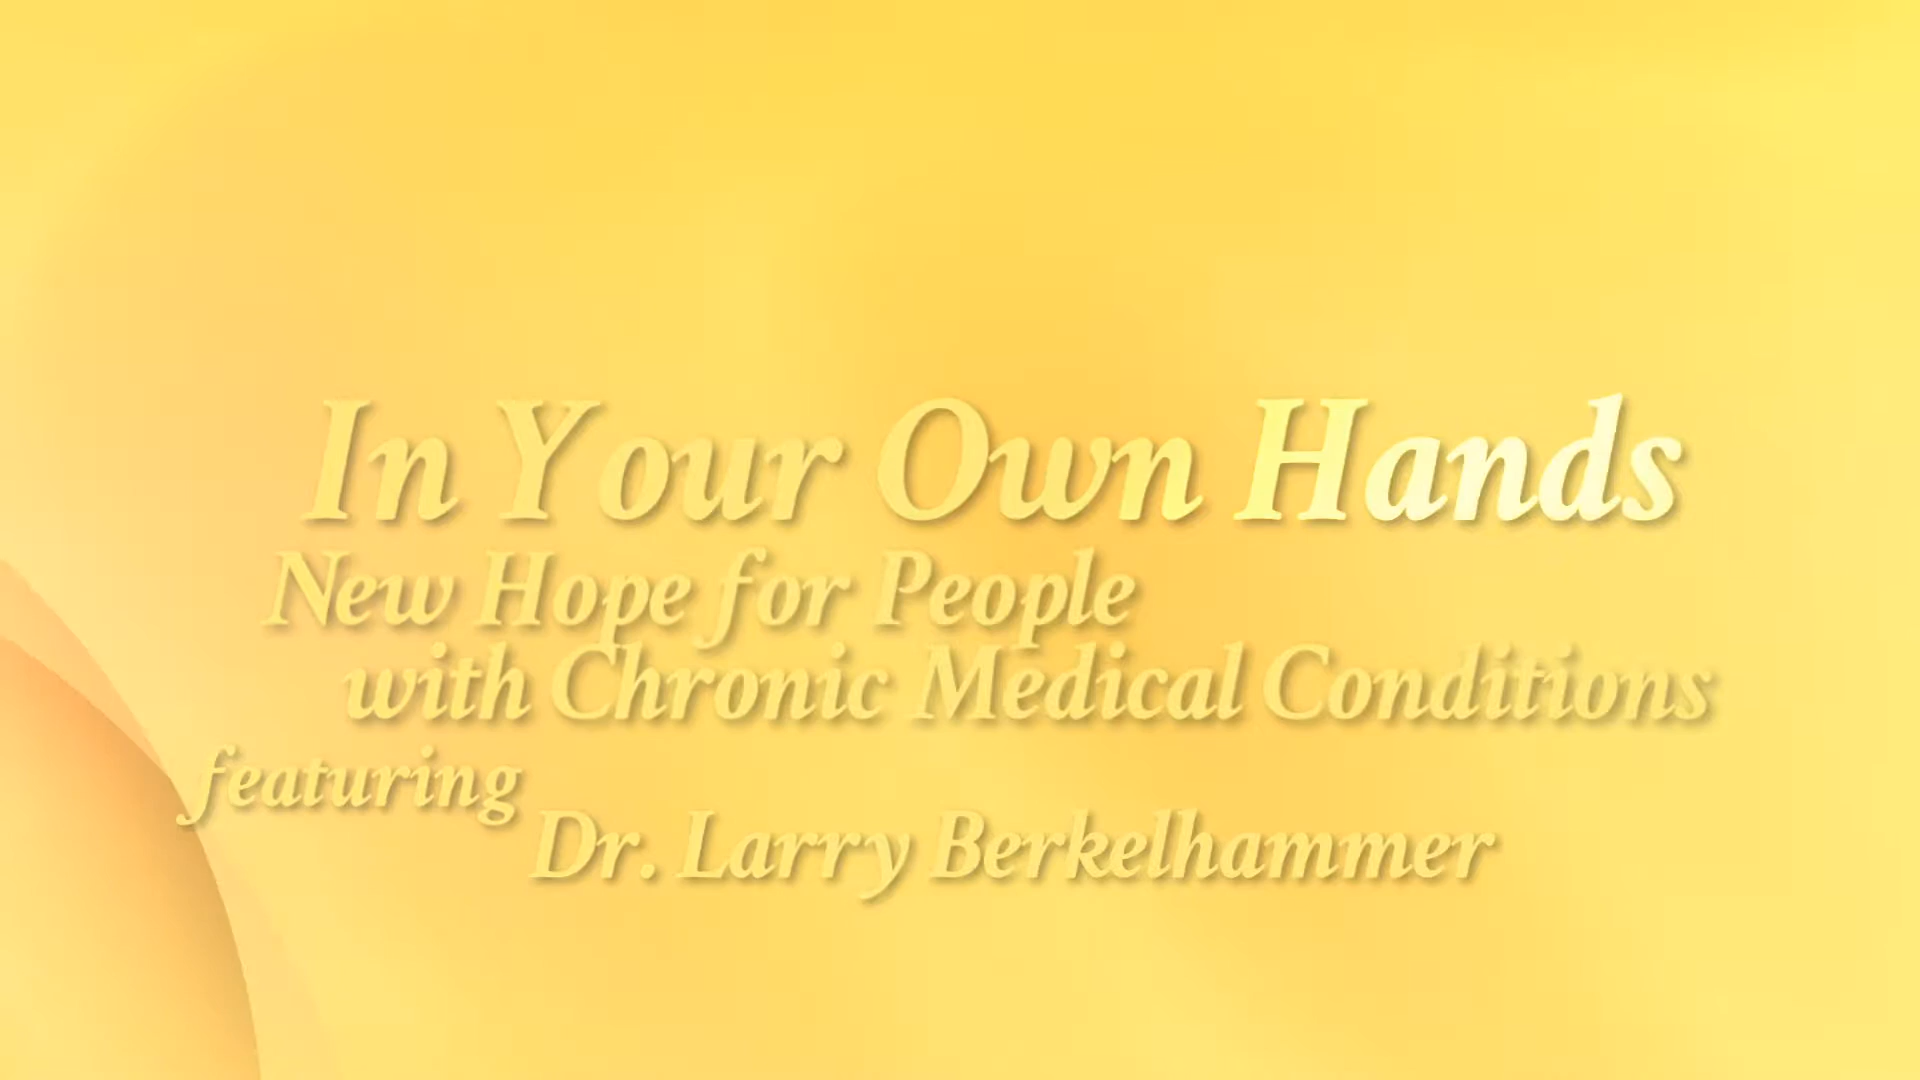 In Your Own Hands
New Hope for People
with Chronic Medical Conditions
featuring
Dr. Larry Berkelhammer